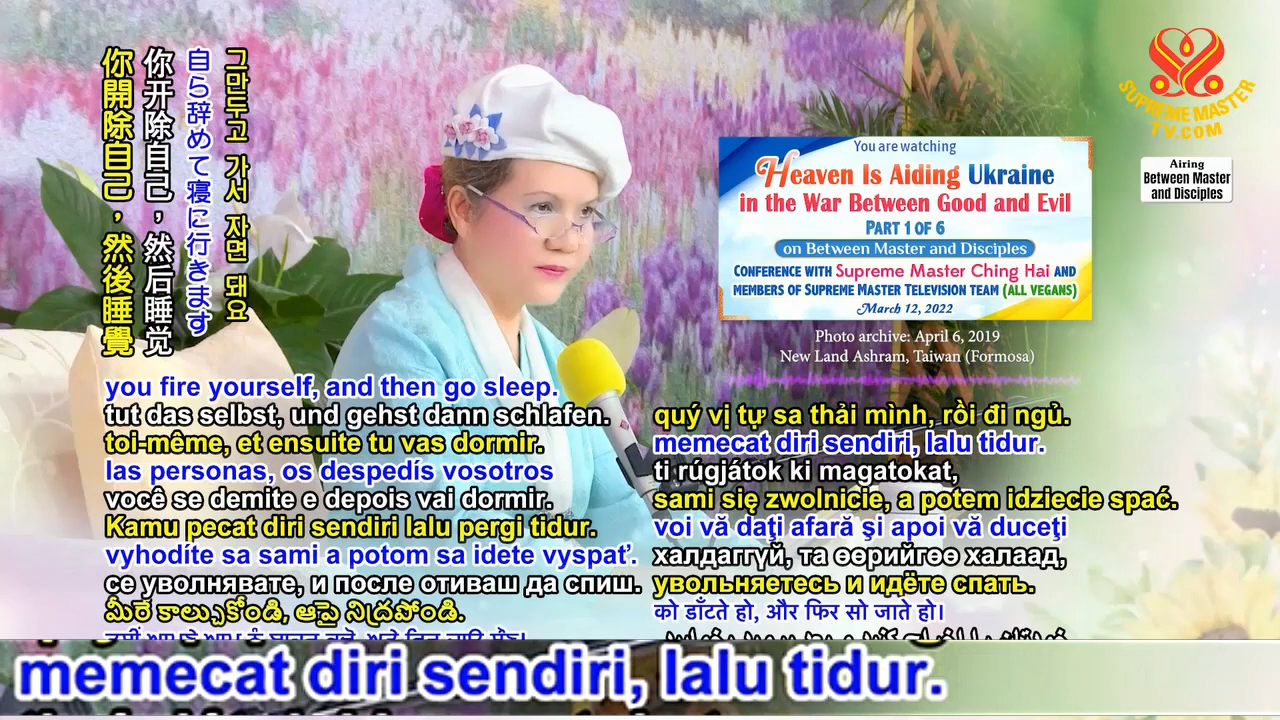 你開除自己，然後睡覺
你开除自己，然后睡觉
自ら辞めて寝に行きます
그만두고 가서 자면 돼요
SUPREME MASTER
TV.COM
Airing
Between Master
and Disciples
You are watching
Heaven Is Aiding Ukraine
in the War Between Good and Evil
PART 1 OF 6
on Between Master and Disciples
CONFERENCE WITH Supreme Master Ching Hai AND
MEMBERS OF SUPREME MASTER TELEVISION TEAM (ALL VEGANS)
March 12, 2022
Photo archive: April 6, 2019
New Land Ashram, Taiwan (Formosa)
you fire yourself, and then go sleep.
tut das selbst, und gehst dann schlafen.
toi-même, et ensuite tu vas dormir.
las personas, os despedís vosotros
você se demite e depois vai dormir.
Kamu pecat diri sendiri lalu pergi tidur.
vyhodíte sa sami a potom sa idete vyspať.
се уволнявате, и после отиваш да спиш.
మీరే కాల్చుకోండి, ఆపై నిద్రపోండి.
quý vị tự sa thải mình, rồi đi ngủ.
memecat diri sendiri, lalu tidur.
ti rúgjátok ki magatokat,
sami się zwolnicie, a potem idziecie spać.
voi vă daţi afară şi apoi vă duceţi
халдаггүй, та өөрийгөө халаад,
увольняетесь и идёте спать.
को डाँटते हो, और फिर सो जाते हो।
memecat diri sendiri, lalu tidur.